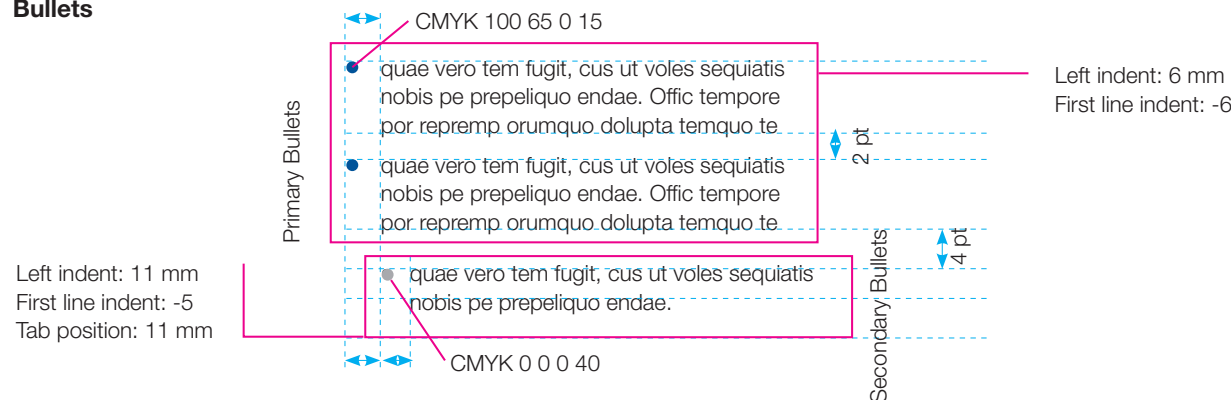 Bullets
CMYK 100 65 0 15
Primary Bullets
quae vero tem fugit, cus ut voles sequiatis
nobis pe prepeliquo endae. Offic tempore
por repremp orumquo dolupta temquo te
2 pt
quae vero tem fugit, cus ut voles sequiatis
nobis pe prepeliquo endae. Offic tempore
por repremp orumquo dolupta temquo te
Left indent: 6 mm
First line indent: -6
4 pt
Secondary Bullets
quae vero tem fugit, cus ut voles sequiatis
nobis pe prepeliquo endae.
Left indent: 11 mm
First line indent: -5
Tab position: 11 mm
CMYK 0 0 0 40